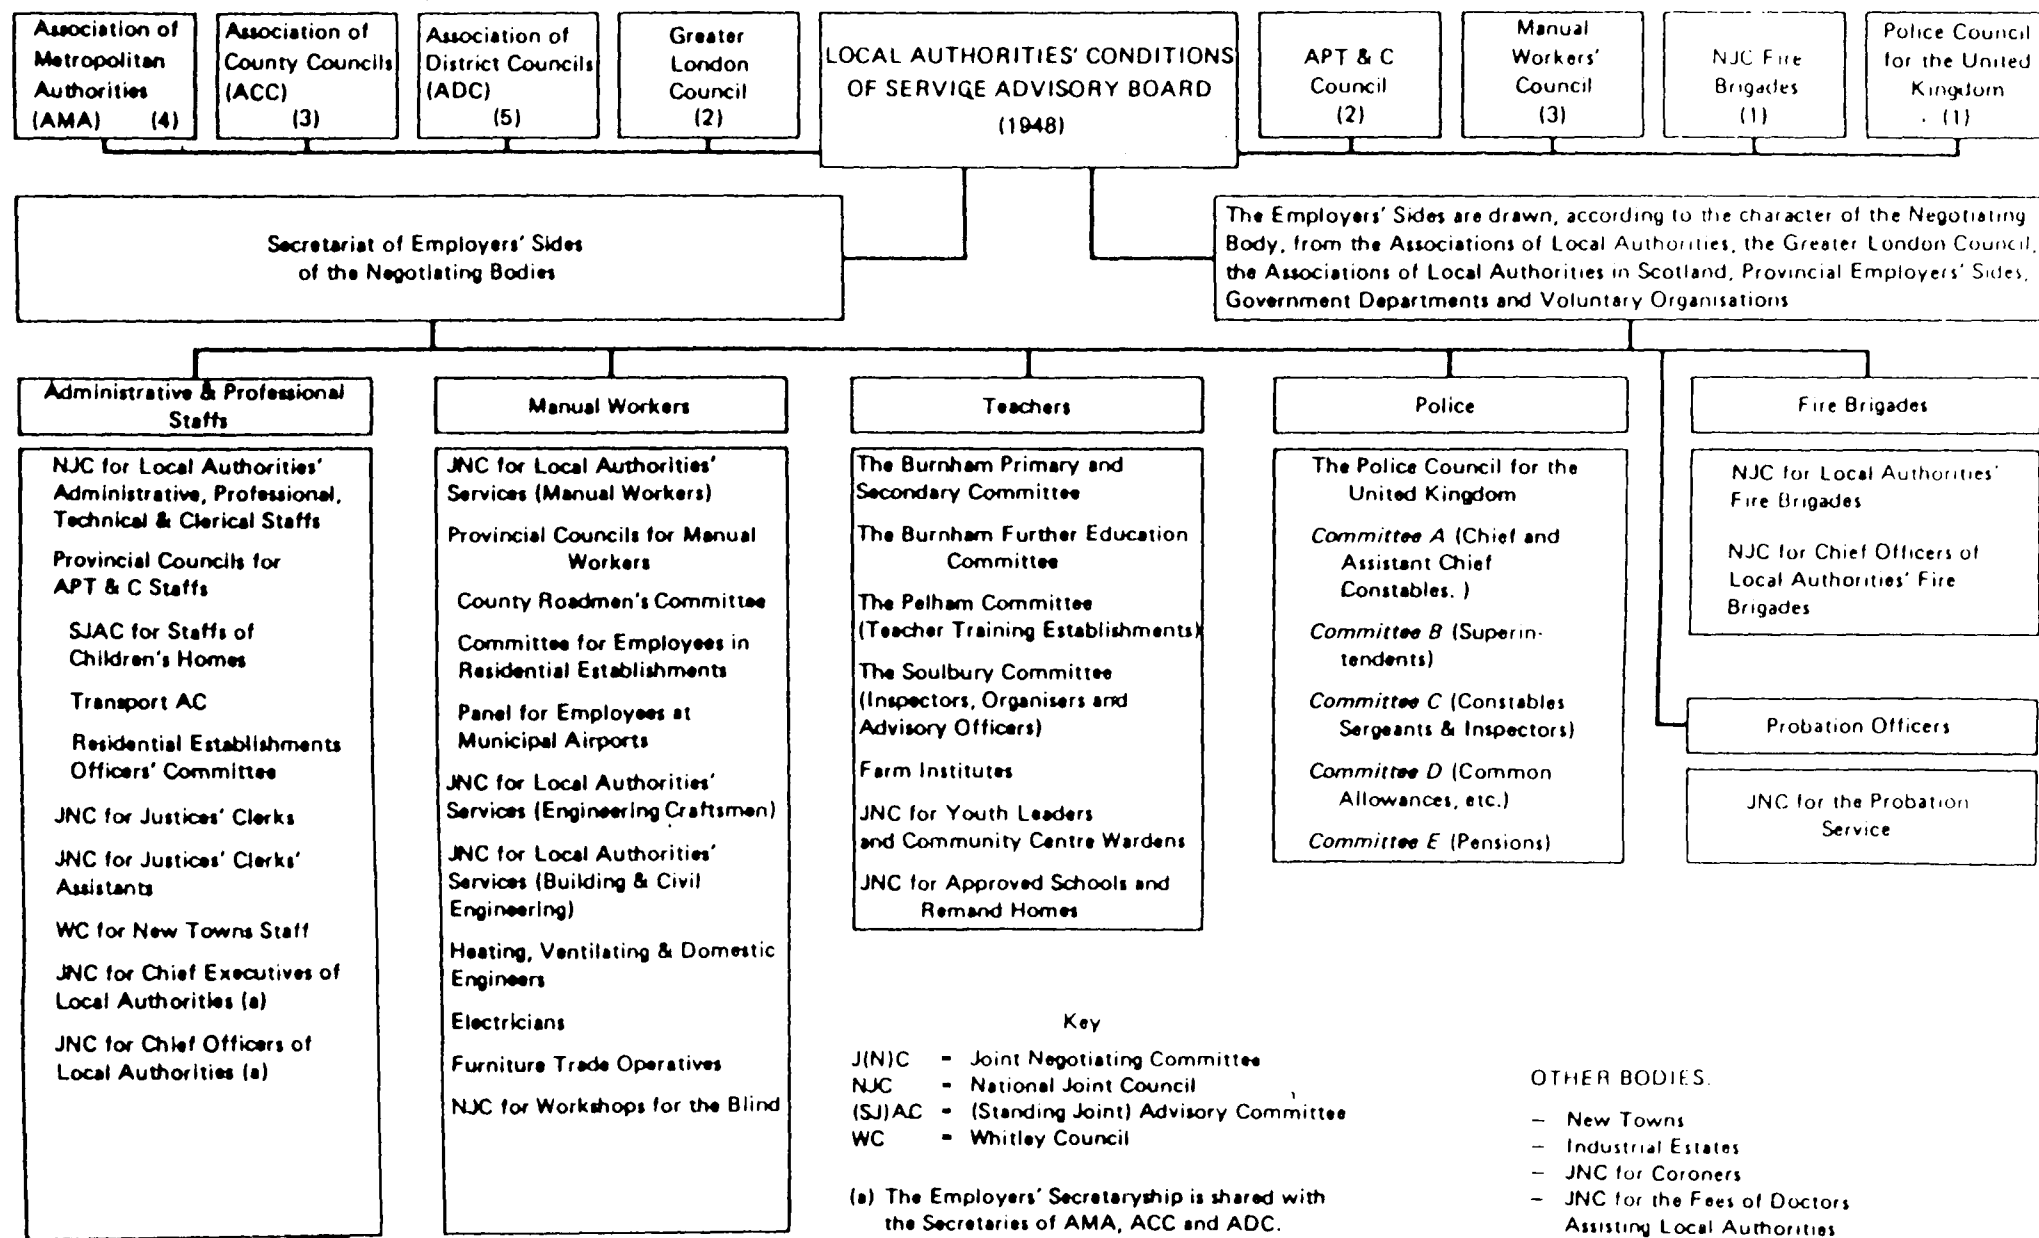 Association of
Metropolitan
Authorities
(AMA) (4)
Association of
County Councils
(ACC)
(3)
Association of
District Councils
(ADC)
(5)
Greater
London
Council
(2)
LOCAL AUTHORITIES' CONDITIONS
OF SERVICE ADVISORY BOARD
(1948)
APT & C
Council
(2)
Manual
Workers'
Council
(3)
NJC Fire
Brigades
(1)
Police Council
for the United
Kingdom
(1)
Secretariat of Employers' Sides
of the Negotiating Bodies
The Employers' Sides are drawn, according to the character of the Negotiating
Body, from the Associations of Local Authorities, the Greater London Council,
the Associations of Local Authorities in Scotland, Provincial Employers' Sides,
Government Departments and Voluntary Organisations
Administrative & Professional
Staffs
NJC for Local Authorities'
Administrative, Professional,
Technical & Clerical Staffs
Provincial Councils for
APT & C Staffs
SJAC for Staffs of
Children's Homes
Transport AC
Residential Establishments
Officers' Committee
JNC for Justices' Clerks
JNC for Justices' Clerks'
Assistants
WC for New Towns Staff
JNC for Chief Executives of
Local Authorities (a)
JNC for Chief Officers of
Local Authorities (a)
Manual Workers
JNC for Local Authorities'
Services (Manual Workers)
Provincial Councils for Manual
Workers
County Roadmen's Committee
Committee for Employees in
Residential Establishments
Panel for Employees at
Municipal Airports
JNC for Local Authorities'
Services (Engineering Craftsmen)
JNC for Local Authorities'
Services (Building & Civil
Engineering)
Heating, Ventilating & Domestic
Engineers
Electricians
Furniture Trade Operatives
NJC for Workshops for the Blind
Teachers
The Burnham Primary and
Secondary Committee
The Burnham Further Education
Committee
The Pelham Committee
(Teacher Training Establishments)
The Soulbury Committee
(Inspectors, Organisers and
Advisory Officers)
Farm Institutes
JNC for Youth Leaders
and Community Centre Wardens
JNC for Approved Schools and
Remand Homes
Police
The Police Council for the
United Kingdom
Committee A (Chief and
Assistant Chief
Constables. )
Committee B (Superin-
tendents)
Committee C (Constables
Sergeants & Inspectors)
Committee D (Common
Allowances, etc.)
Committee E (Pensions)
Fire Brigades
NJC for Local Authorities'
Fire Brigades
NJC for Chief Officers of
Local Authorities' Fire
Brigades
Probation Officers
JNC for the Probation
Service
Key
J(N)C = Joint Negotiating Committee
NJC = National Joint Council
(SJ)AC = (Standing Joint) Advisory Committee
WC = Whitley Council
(a) The Employers' Secretaryship is shared with
the Secretaries of AMA, ACC and ADC.
OTHER BODIES.
– New Towns
– Industrial Estates
– JNC for Coroners
– JNC for the Fees of Doctors
Assisting Local Authorities